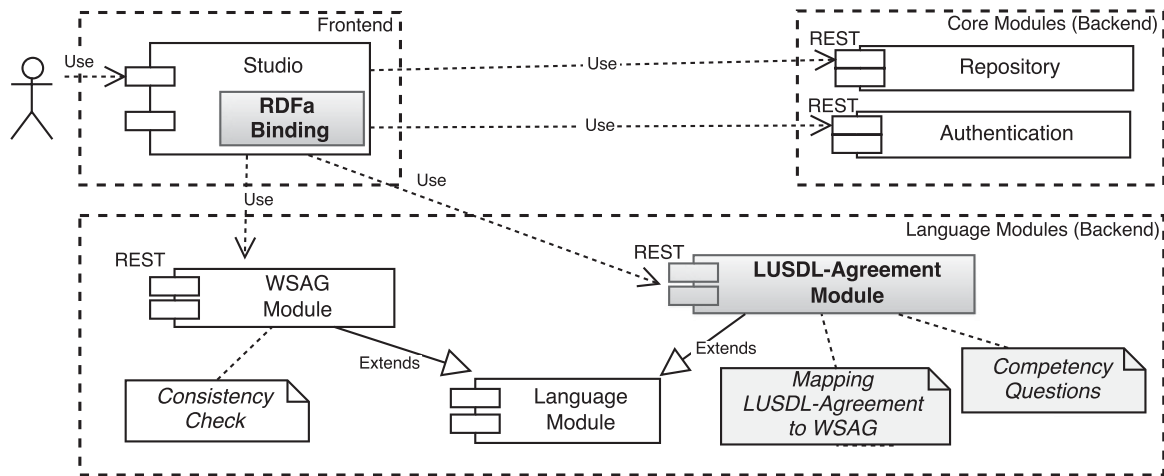 Frontend
Core Modules (Backend)
Use
Studio
RDFa
Binding
Use
Use
REST
Repository
REST
Authentication
Use
Use
Language Modules (Backend)
REST
WSAG
Module
REST
LUSDL-Agreement
Module
Extends
Extends
Consistency
Check
Language
Module
Mapping
LUSDL-Agreement
to WSAG
Competency
Questions